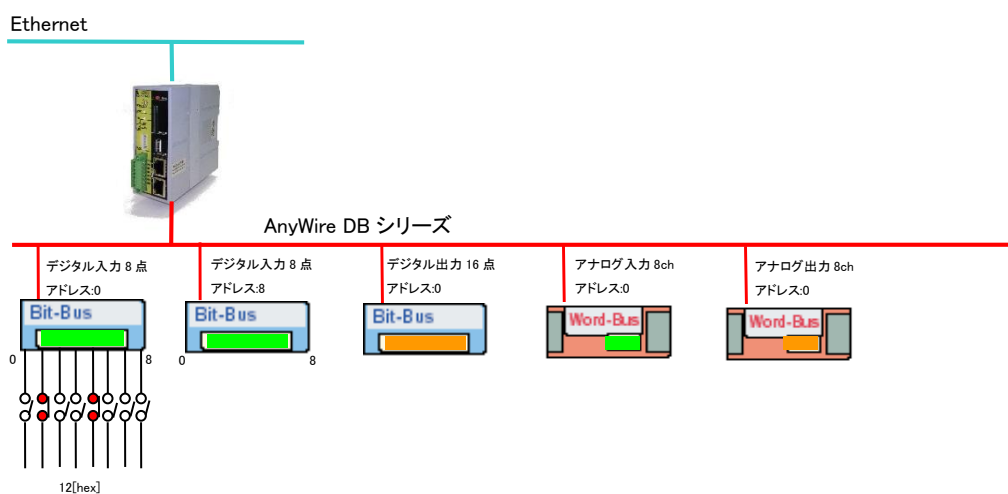 Ethernet
AnyWire DB シリーズ
デジタル入力 8 点
アドレス:0
デジタル入力 8 点
アドレス:8
デジタル出力 16 点
アドレス:0
アナログ入力 8ch
アドレス:0
アナログ出力 8ch
アドレス:0
Bit-Bus
Bit-Bus
Bit-Bus
Word-Bus
Word-Bus
0 8
0 8
12[hex]